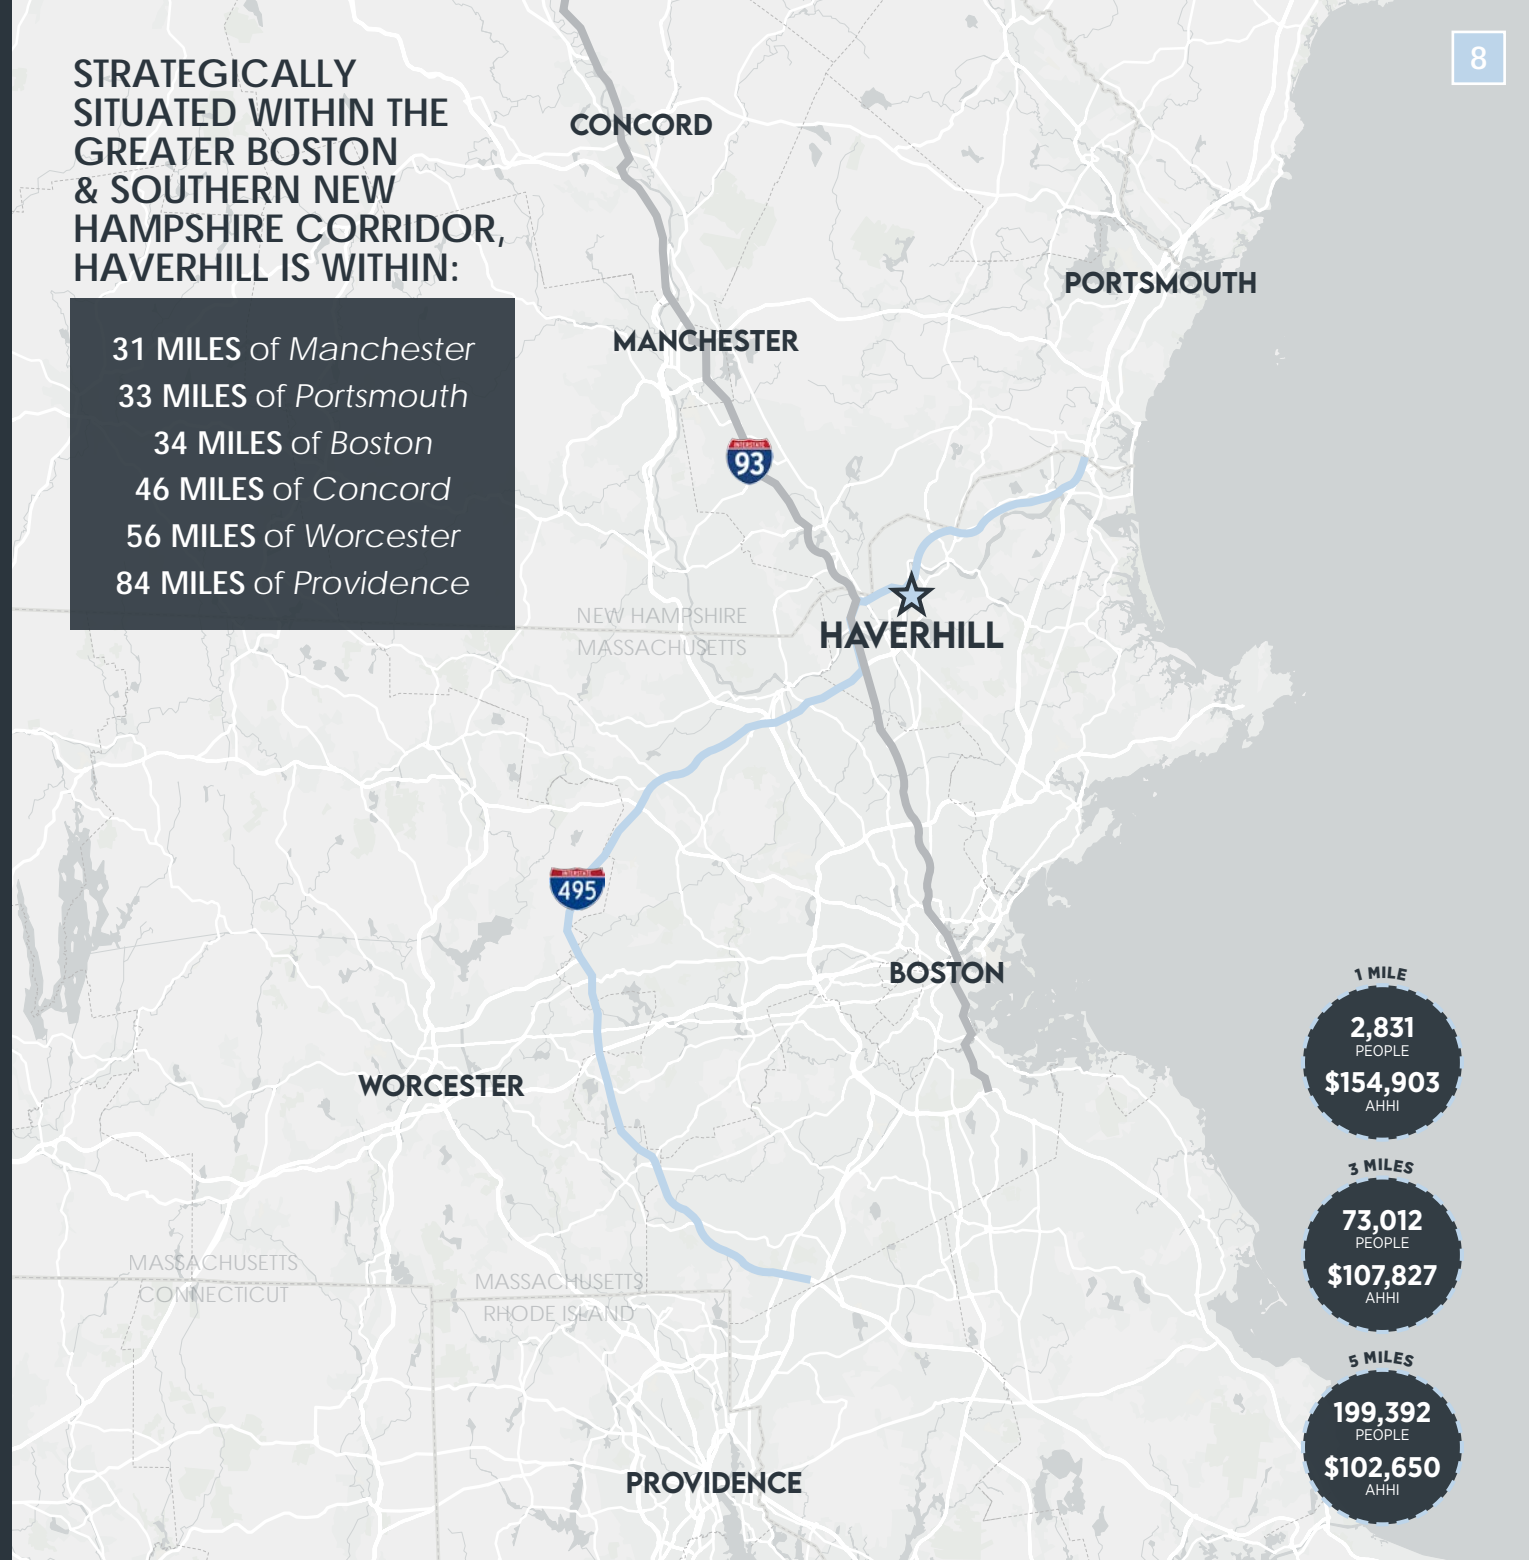 STRATEGICALLY
SITUATED WITHIN THE
GREATER BOSTON
& SOUTHERN NEW
HAMPSHIRE CORRIDOR,
HAVERHILL IS WITHIN:
31 MILES of Manchester
33 MILES of Portsmouth
34 MILES of Boston
46 MILES of Concord
56 MILES of Worcester
84 MILES of Providence
8
CONCORD
PORTSMOUTH
MANCHESTER
INTERSTATE
93
NEW HAMPSHIRE
MASSACHUSETTS
HAVERHILL
INTERSTATE
495
BOSTON
WORCESTER
MASSACHUSETTS
CONNECTICUT
MASSACHUSETTS
RHODE ISLAND
PROVIDENCE
1 MILE
2,831
PEOPLE
$154,903
AHHI
3 MILES
73,012
PEOPLE
$107,827
AHHI
5 MILES
199,392
PEOPLE
$102,650
AHHI